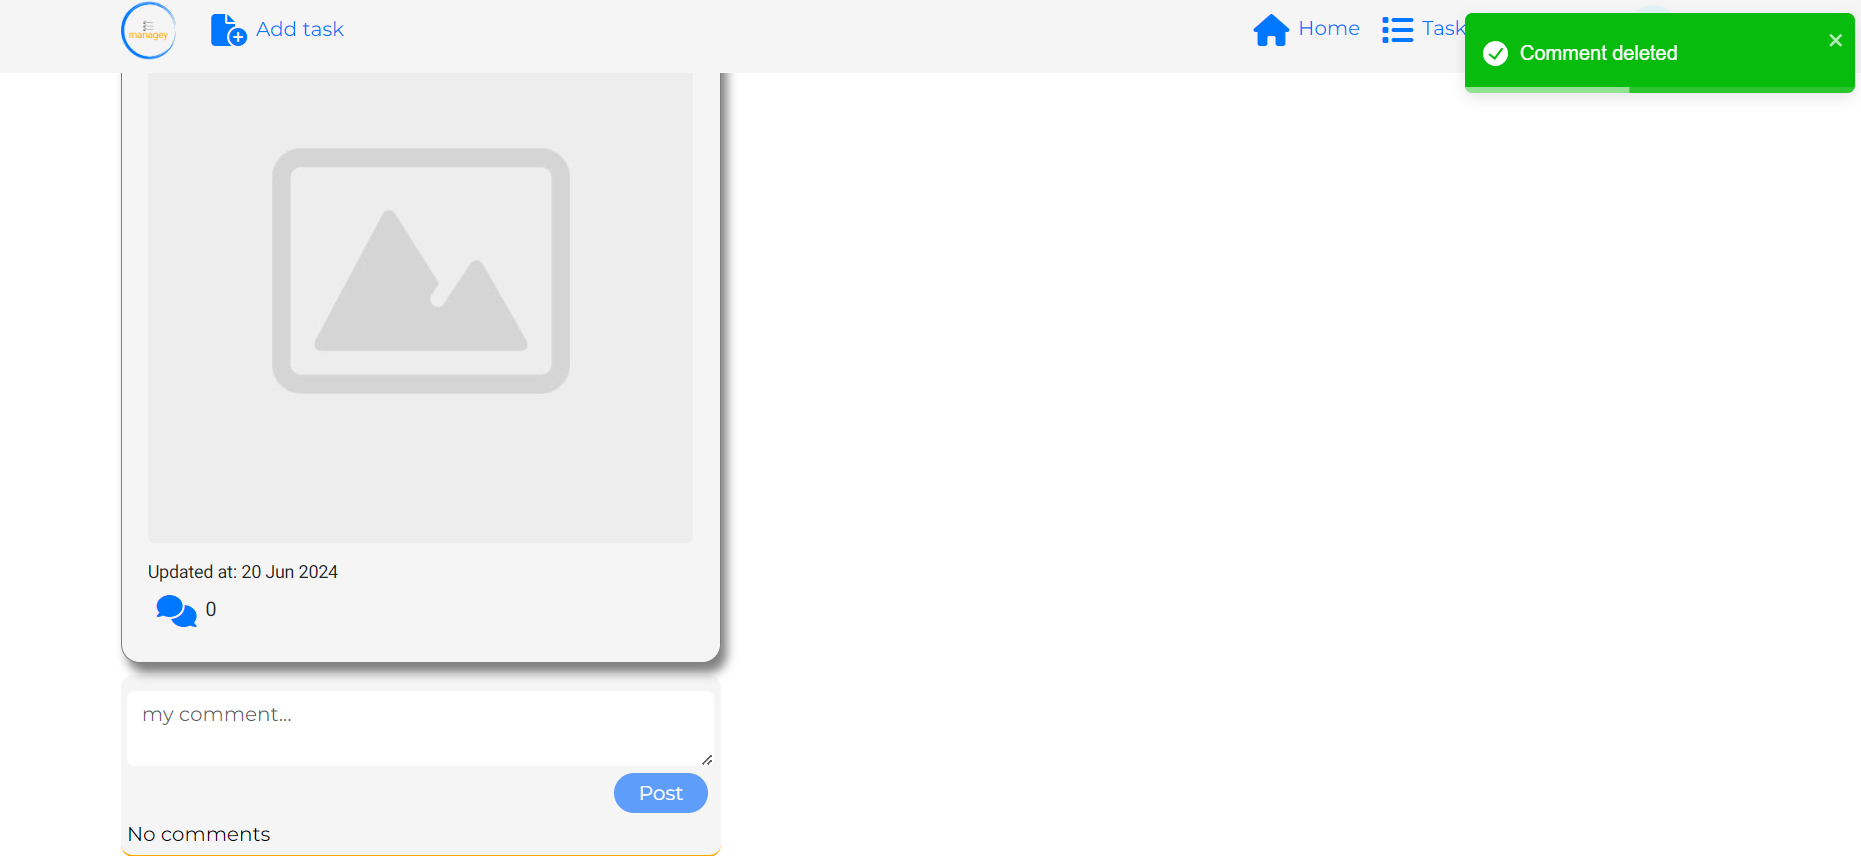 managey
Add task
Home
Task
Comment deleted
Updated at: 20 Jun 2024
0
my comment...
Post
No comments